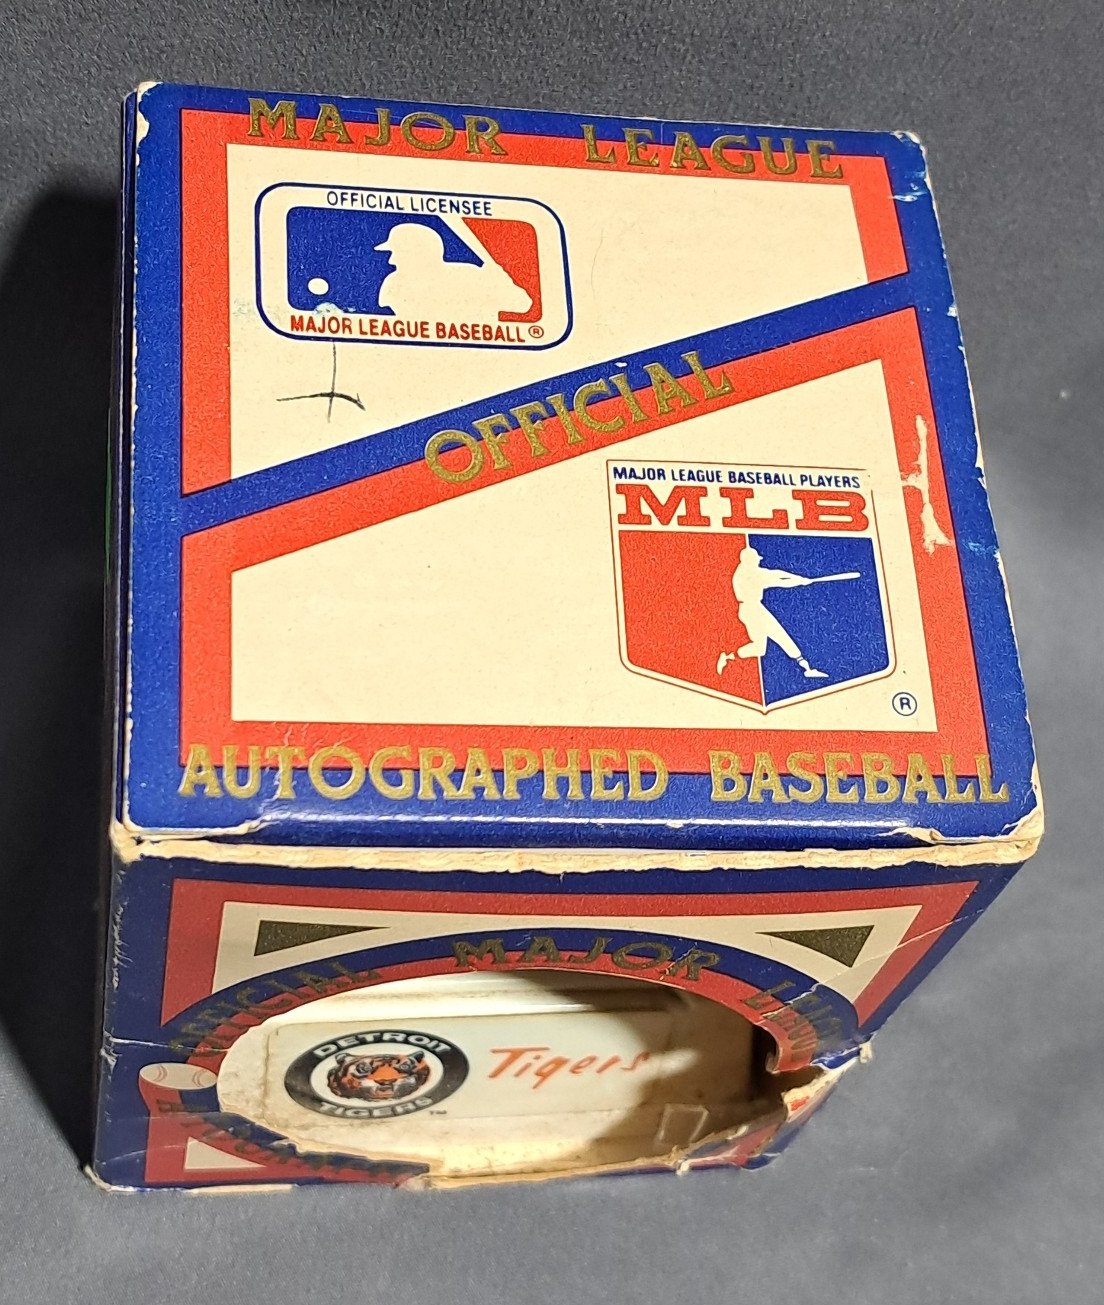 MAJOR LEAGUE
OFFICIAL LICENSEE
MAJOR LEAGUE BASEBALL®
OFFICIAL
MAJOR LEAGUE BASEBALL PLAYERS
MLB
®
AUTOGRAPHED BASEBALL
OFFICIAL MAJOR
DETROIT
TIGERS
™
Tigers